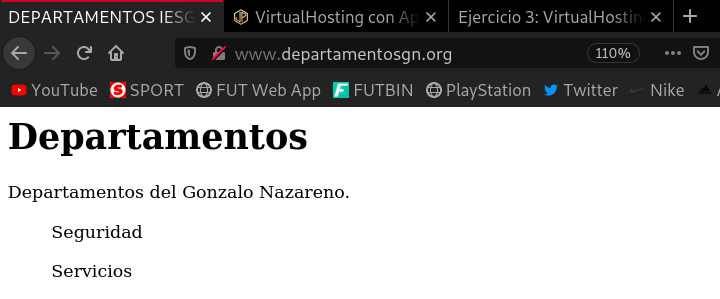 DEPARTAMENTOS IESG
VirtualHosting con Ap
Ejercicio 3: VirtualHostin
www.departamentosgn.org
110%
YouTube SPORT FUT Web App FUTBIN PlayStation Twitter Nike
Departamentos
Departamentos del Gonzalo Nazareno.
Seguridad
Servicios